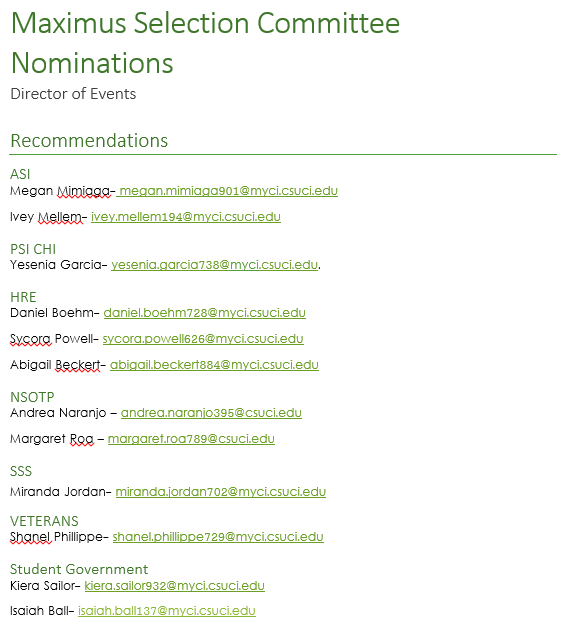 Maximus Selection Committee
Nominations
Director of Events
Recommendations
ASI
Megan Mimiaga- megan.mimiaga901@myci.csuci.edu
Ivey Mellem- ivey.mellem194@myci.csuci.edu
PSI CHI
Yesenia Garcia- yesenia.garcia738@myci.csuci.edu.
HRE
Daniel Boehm- daniel.boehm728@myci.csuci.edu
Sycora Powell- sycora.powell626@myci.csuci.edu
Abigail Beckert- abigail.beckert884@myci.csuci.edu
NSOTP
Andrea Naranjo – andrea.naranjo395@csuci.edu
Margaret Roa – margaret.roa789@csuci.edu
SSS
Miranda Jordan- miranda.jordan702@myci.csuci.edu
VETERANS
Shanel Phillippe- shanel.phillippe729@myci.csuci.edu
Student Government
Kiera Sailor- kiera.sailor932@myci.csuci.edu
Isaiah Ball- isaiah.ball137@myci.csuci.edu